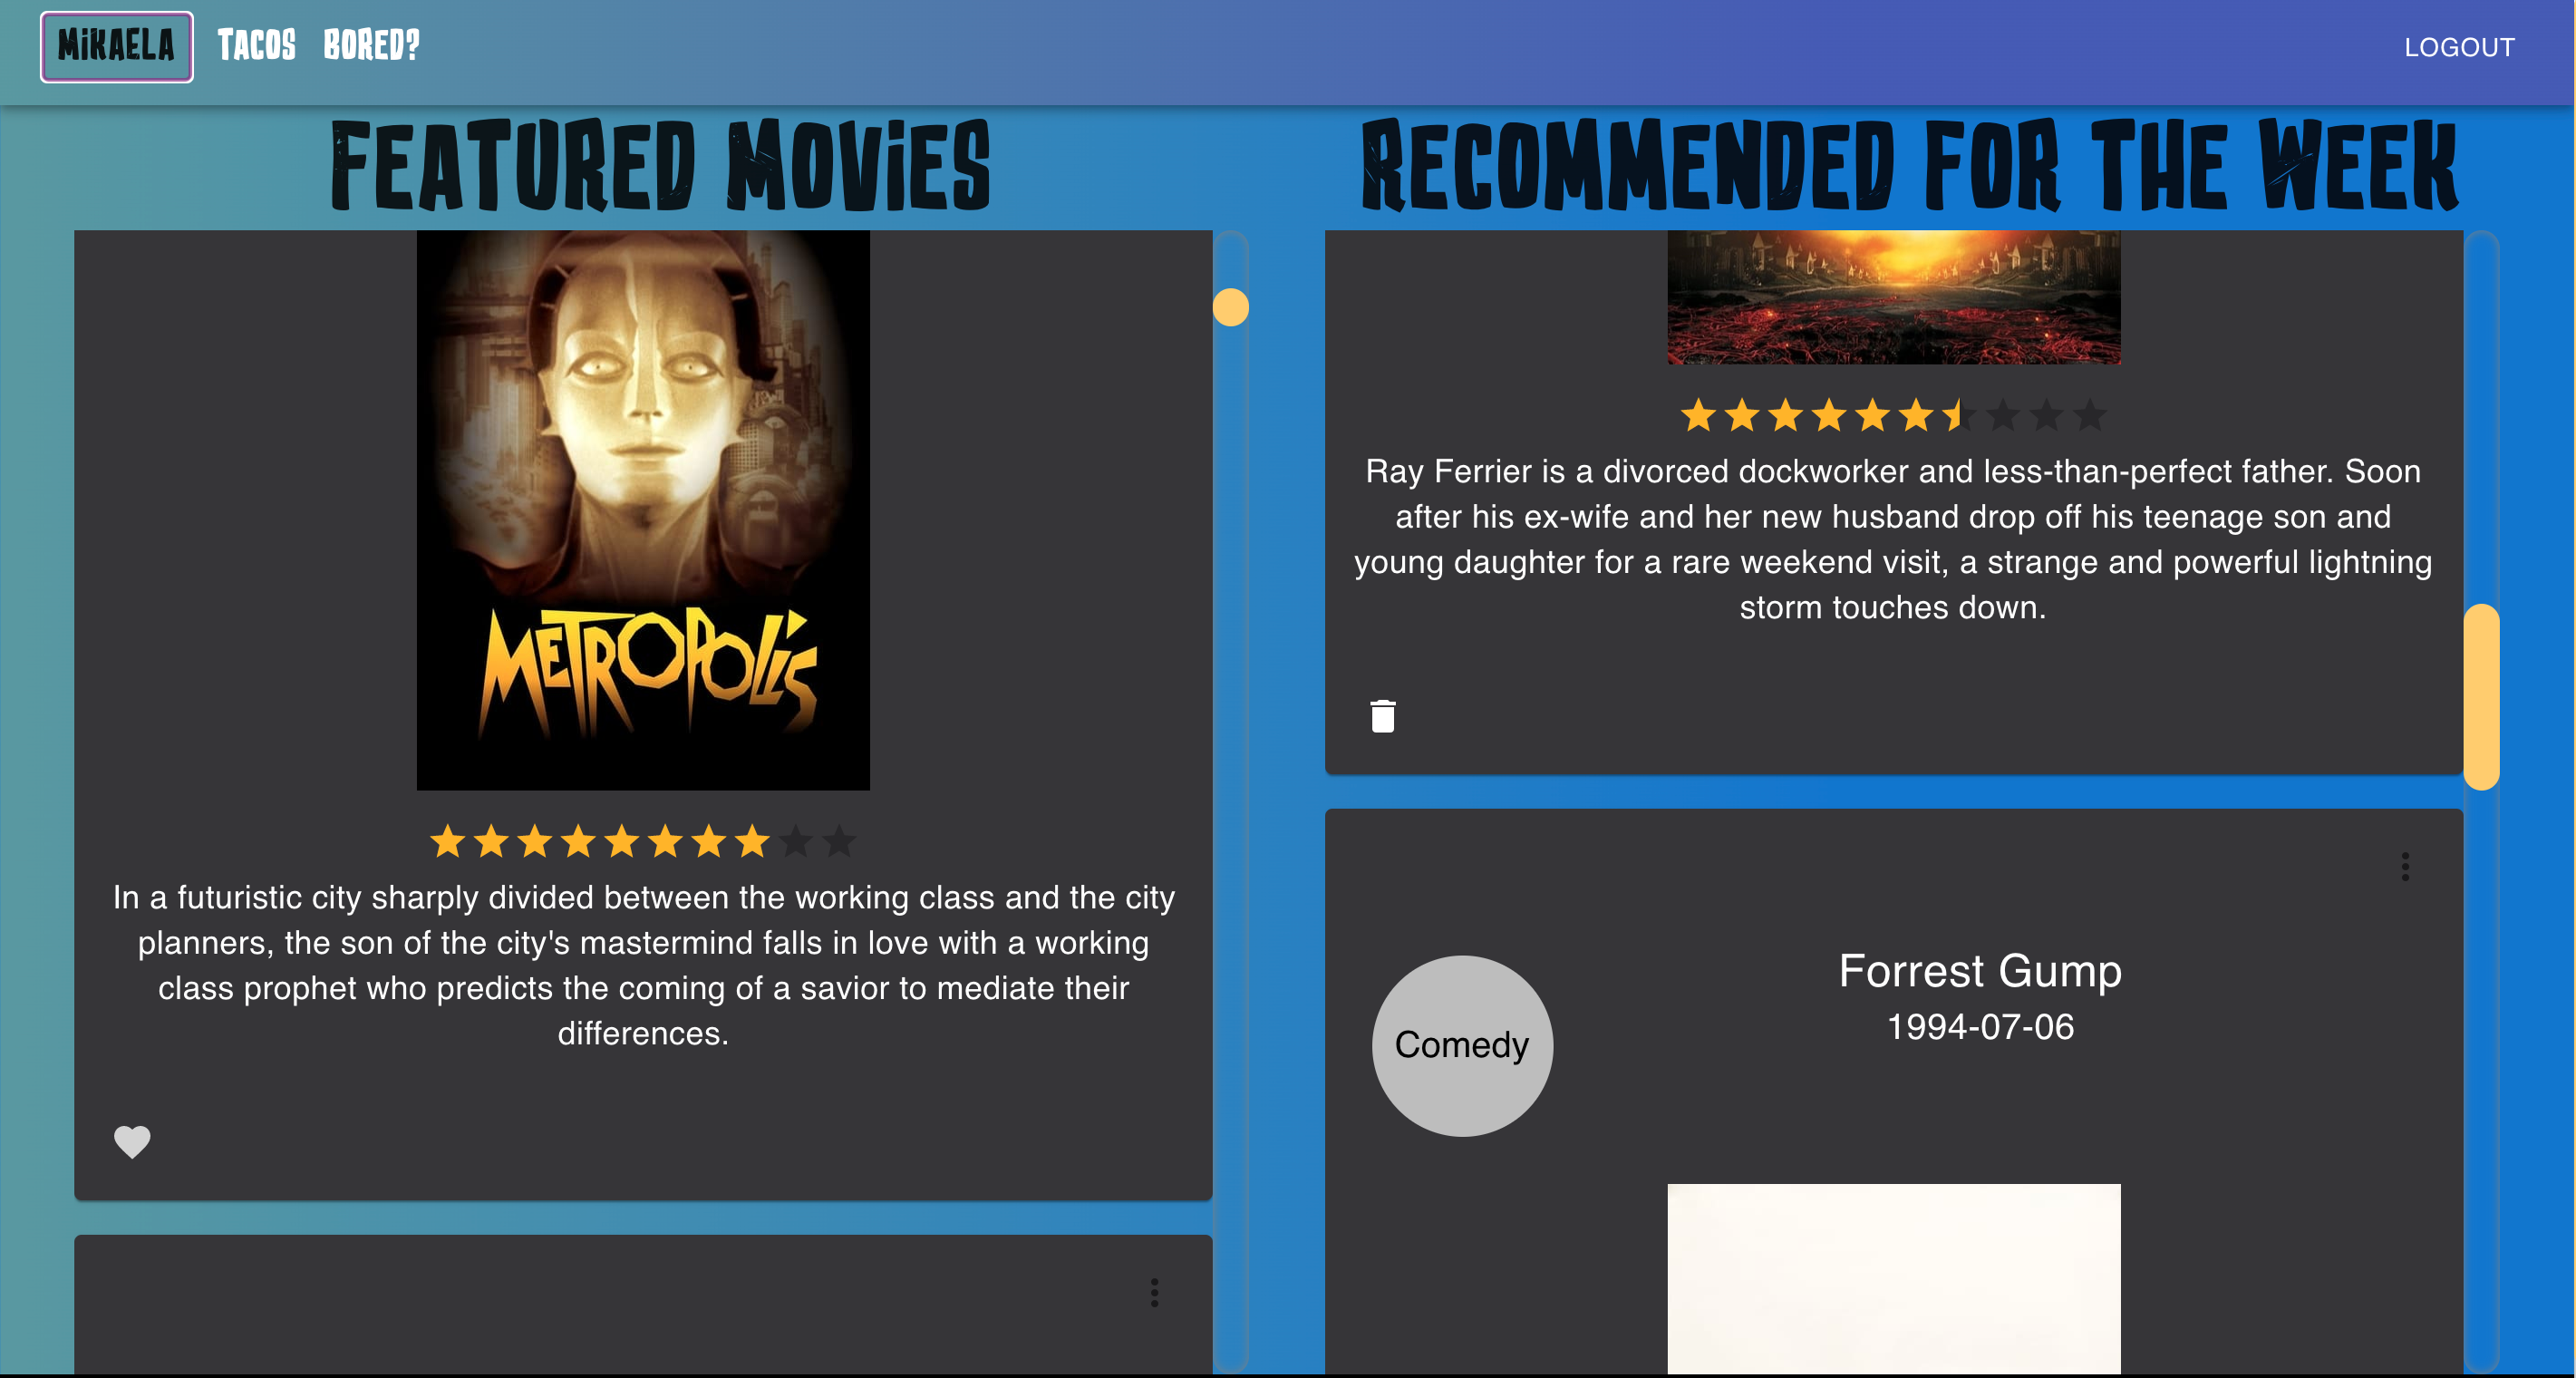 MiKAELA TACOS BORED? LOGOUT
FEATURED MOViES
METROPOLiS
In a futuristic city sharply divided between the working class and the city
planners, the son of the city's mastermind falls in love with a working
class prophet who predicts the coming of a savior to mediate their
differences.
RECOMMENDED FOR THE WEEK
Ray Ferrier is a divorced dockworker and less-than-perfect father. Soon
after his ex-wife and her new husband drop off his teenage son and
young daughter for a rare weekend visit, a strange and powerful lightning
storm touches down.
Comedy
Forrest Gump
1994-07-06